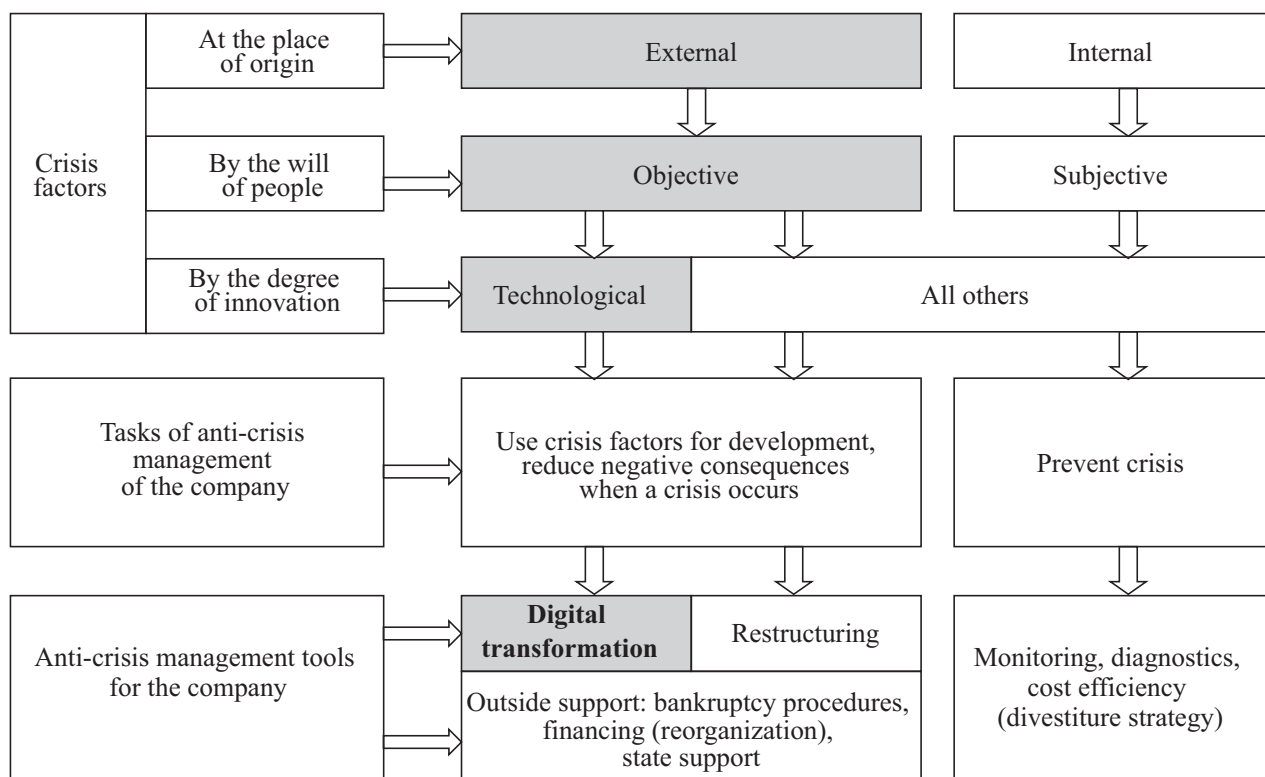 Crisis
factors
At the place
of origin
External
Internal
By the will
of people
Objective
Subjective
By the degree
of innovation
Technological
All others
Tasks of anti-crisis
management
of the company
Use crisis factors for development,
reduce negative consequences
when a crisis occurs
Prevent crisis
Anti-crisis management tools
for the company
Digital
transformation
Restructuring
Outside support: bankruptcy procedures,
financing (reorganization),
state support
Monitoring, diagnostics,
cost efficiency
(divestiture strategy)